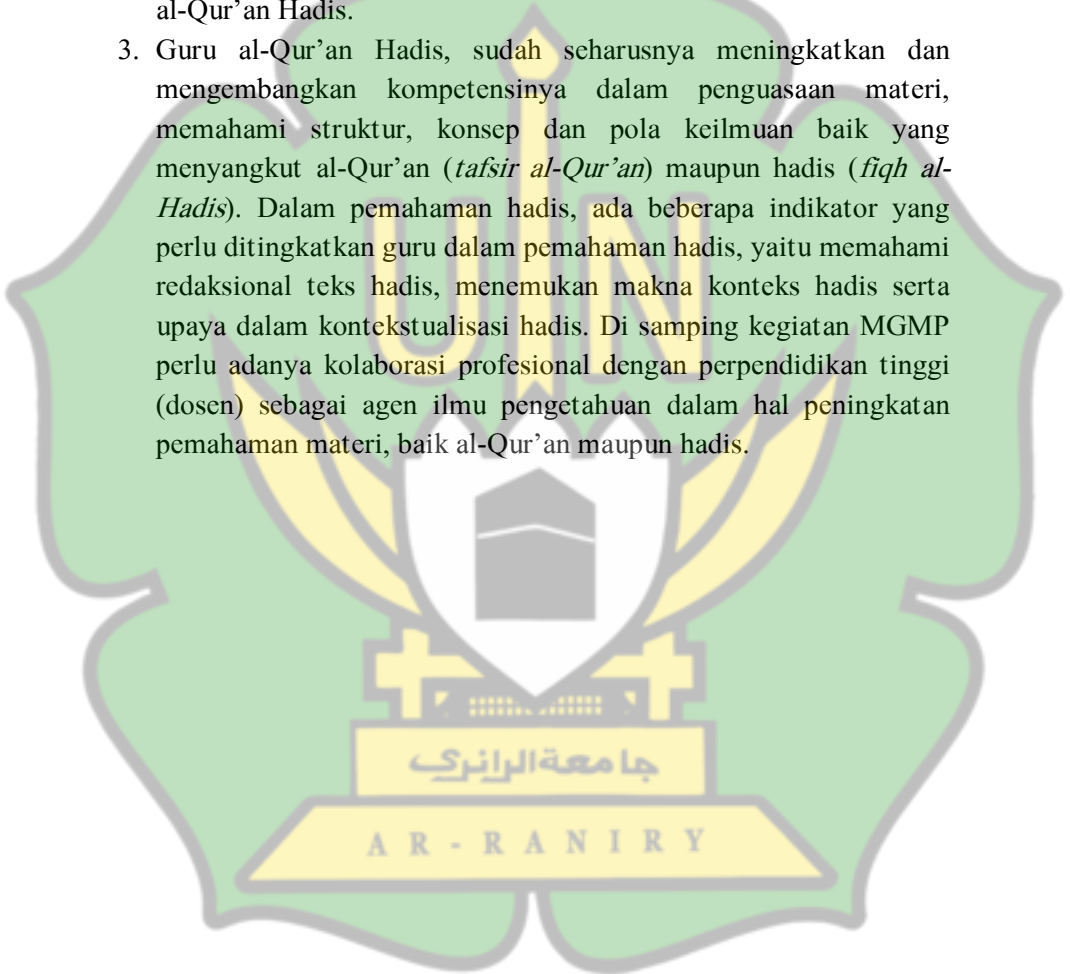 al-Qur’an Hadis.
3. Guru al-Qur’an Hadis, sudah seharusnya meningkatkan dan
mengembangkan kompetensinya dalam penguasaan materi,
memahami struktur, konsep dan pola keilmuan baik yang
menyangkut al-Qur’an (tafsir al-Qur’an) maupun hadis (fiqh al-
Hadis). Dalam pemahaman hadis, ada beberapa indikator yang
perlu ditingkatkan guru dalam pemahaman hadis, yaitu memahami
redaksional teks hadis, menemukan makna konteks hadis serta
upaya dalam kontekstualisasi hadis. Di samping kegiatan MGMP
perlu adanya kolaborasi profesional dengan perpendidikan tinggi
(dosen) sebagai agen ilmu pengetahuan dalam hal peningkatan
pemahaman materi, baik al-Qur’an maupun hadis.
UIN
جامعة الرانري
AR-RANIRY